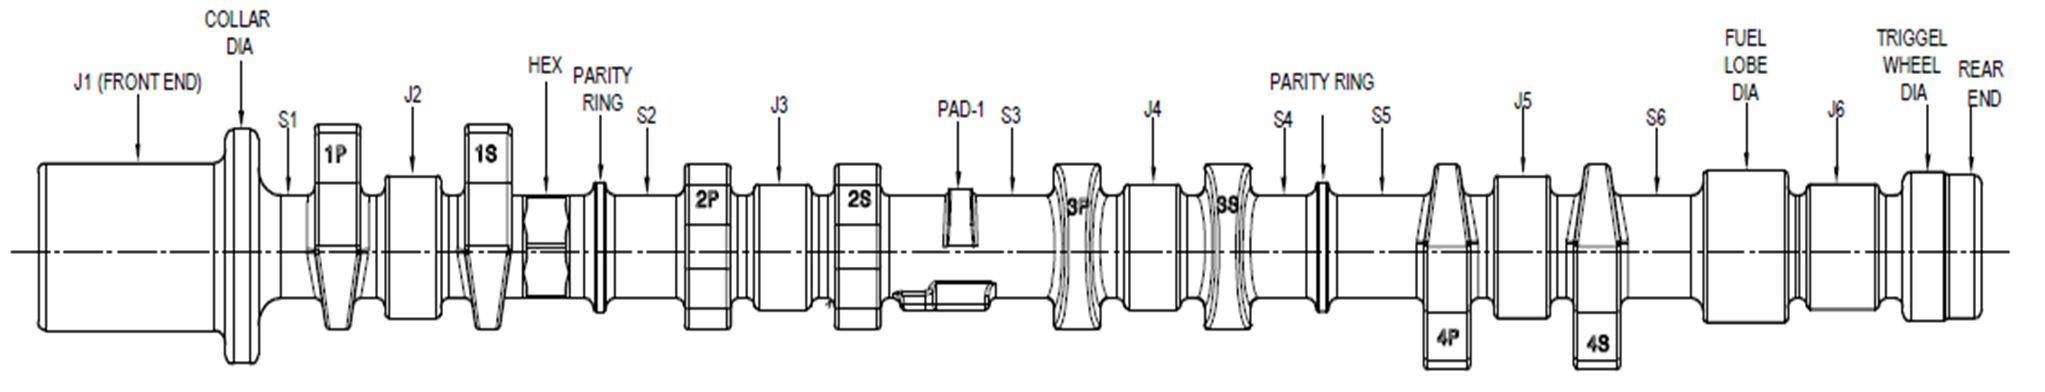 COLLAR
DIA
J1 (FRONT END)
S1
J2
HEX
PARITY
RING
S2
J3
PAD-1
S3
J4
PARITY RING
S4
S5
J5
S6
FUEL
LOBE
DIA
J6
TRIGGEL
WHEEL
DIA
REAR
END
1P
1S
2P
2S
3P
3S
4P
4S